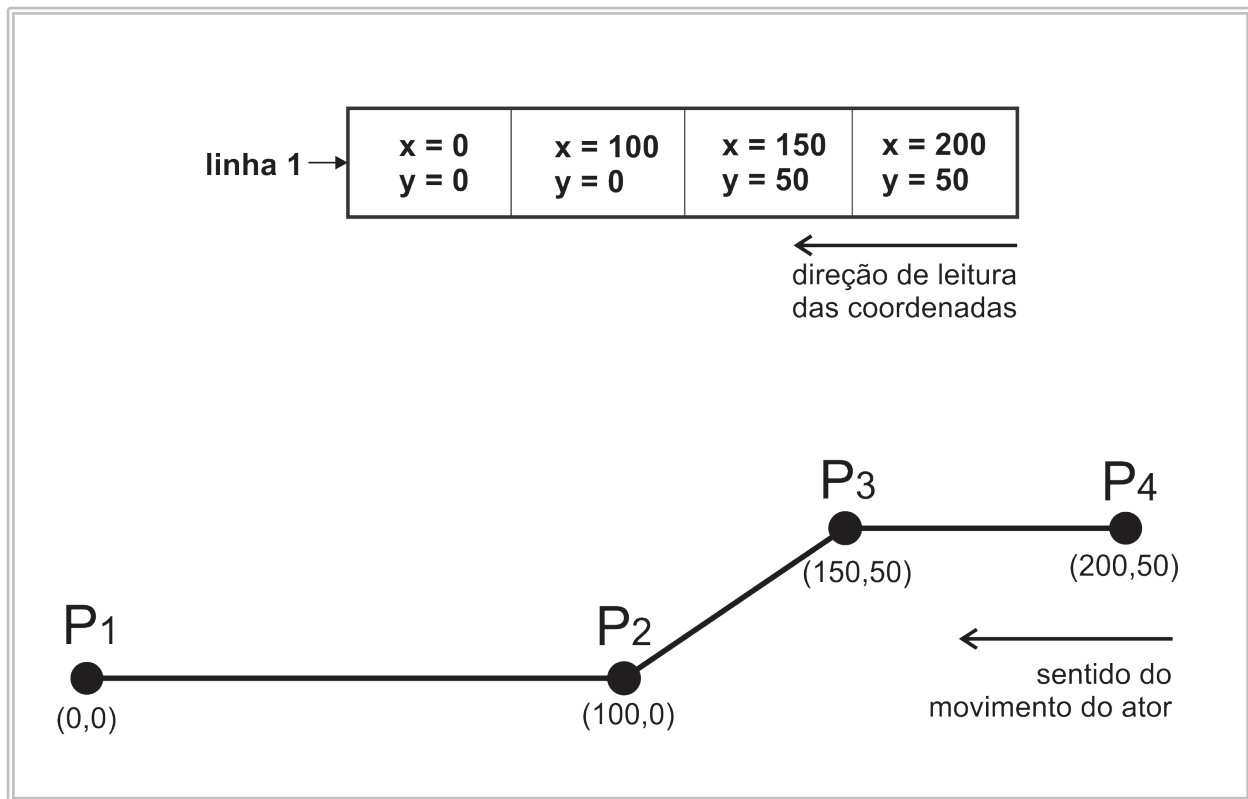 linha 1
x = 0
y = 0
x = 100
y = 0
x = 150
y = 50
x = 200
y = 50
direção de leitura
das coordenadas
P3
P4
(150,50)
(200,50)
P1
P2
(0,0)
(100,0)
sentido do
movimento do ator